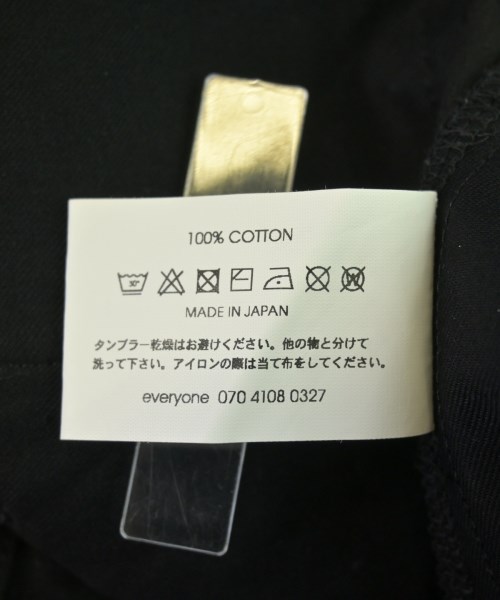 100% COTTON
30°
W
MADE IN JAPAN
タンブラー乾燥はお避けください。他の物と分けて
洗って下さい。アイロンの際は当て布をしてください。
everyone 070 4108 0327